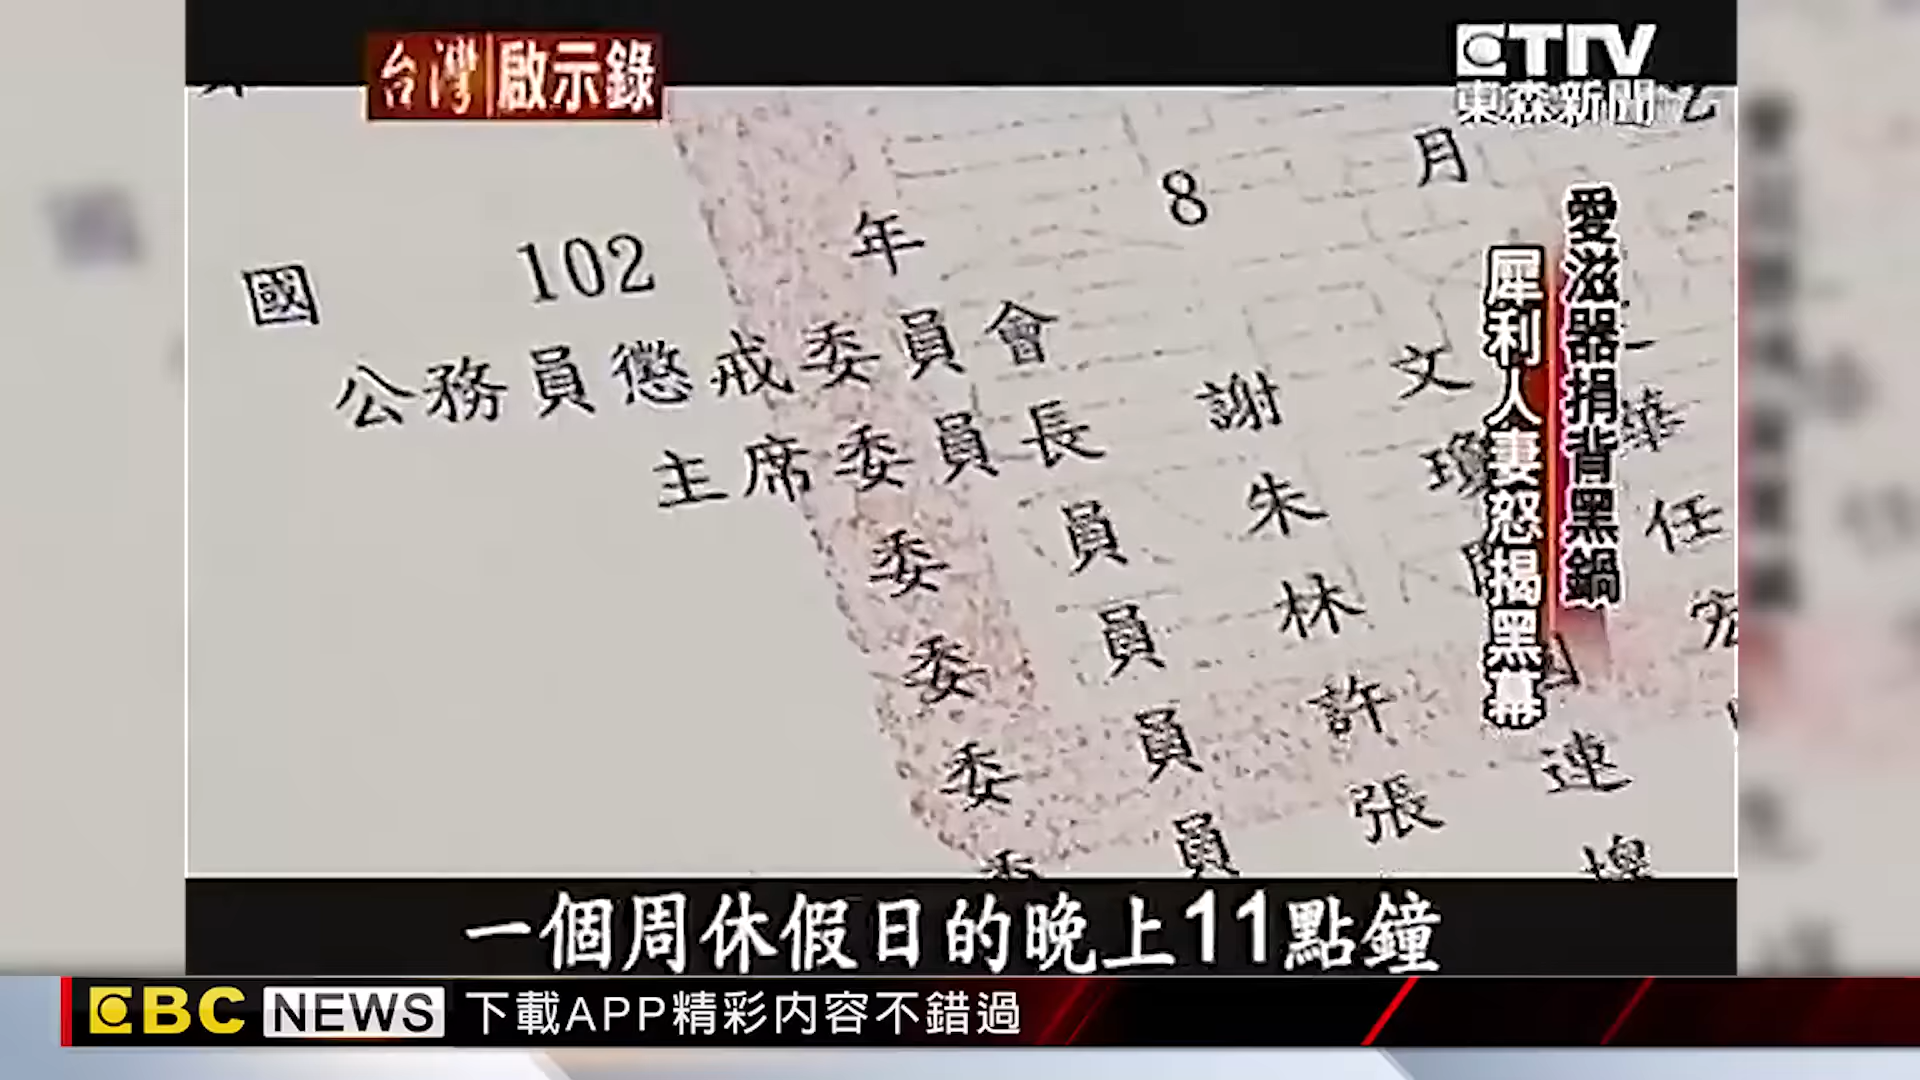 台灣啟示錄
ETTV
東森新聞
國 102 年 8 月
公務員懲戒委員會
主席委員長 謝 文
委 員 朱
委 員 林
委 員 許
員 張 連
任
愛滋器捐背黑鍋
犀利人妻怒揭黑幕
一個周休假日的晚上11點鐘
EBC NEWS 下載APP精彩內容不錯過